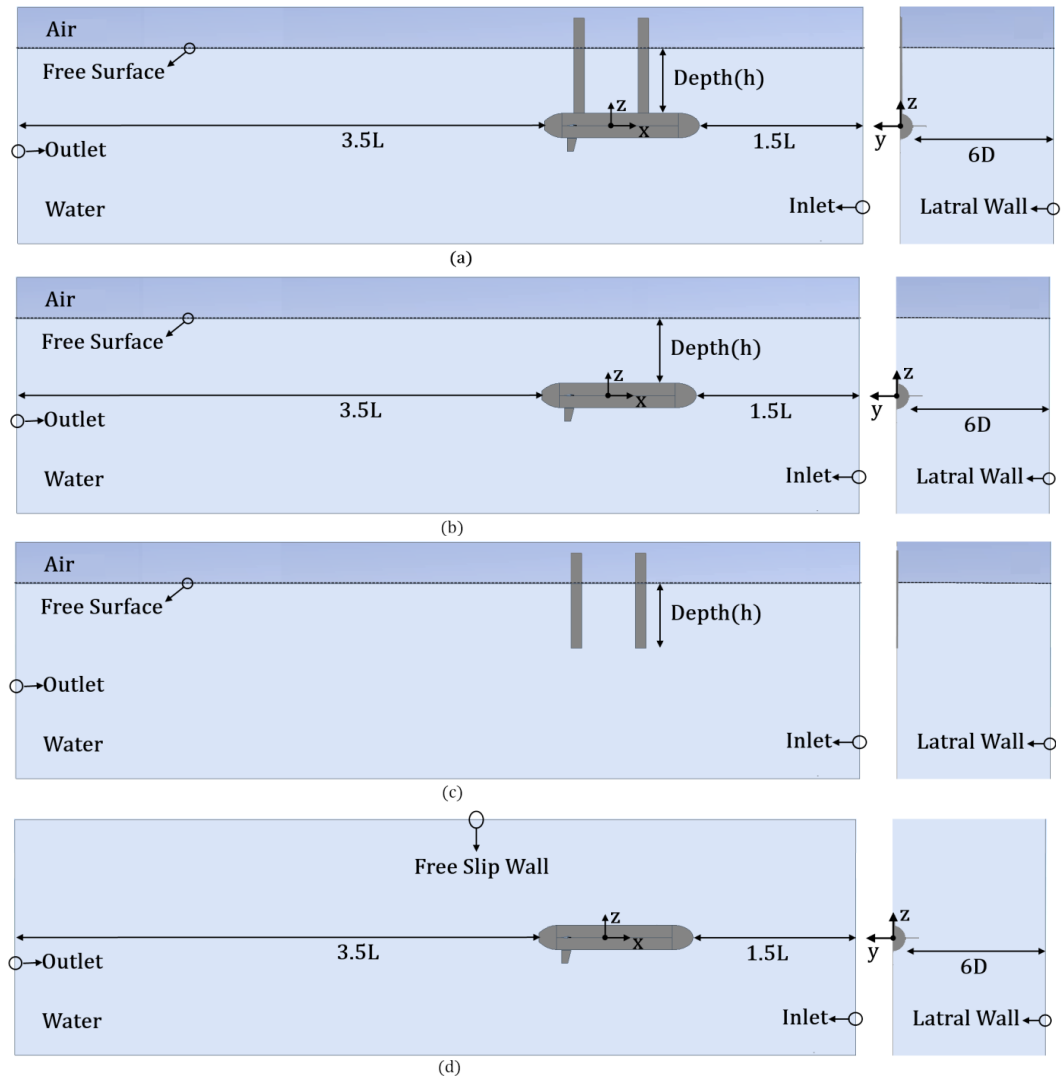 Air
Free Surface
Depth(h)
z
x
3.5L
1.5L
Outlet
Water
Inlet
z
y
6D
Latral Wall
(a)
Air
Free Surface
Depth(h)
z
x
3.5L
1.5L
Outlet
Water
Inlet
z
y
6D
Latral Wall
(b)
Air
Free Surface
Depth(h)
Outlet
Water
Inlet
Latral Wall
(c)
Free Slip Wall
z
x
3.5L
1.5L
Outlet
Water
Inlet
z
y
6D
Latral Wall
(d)